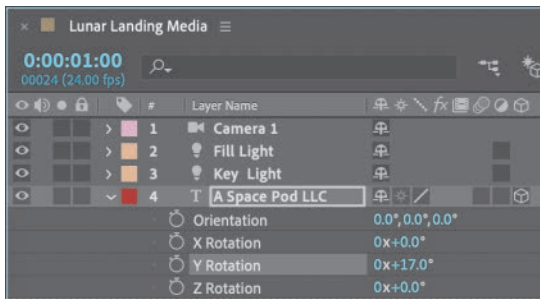 Lunar Landing Media
0:00:01:00
00024 (24.00 fps)
# Layer Name fx
1 Camera 1
2 Fill Light
3 Key Light
4 T A Space Pod LLC
Orientation 0.0°, 0.0°, 0.0°
X Rotation 0x+0.0°
Y Rotation 0x+17.0°
Z Rotation 0x+0.0°